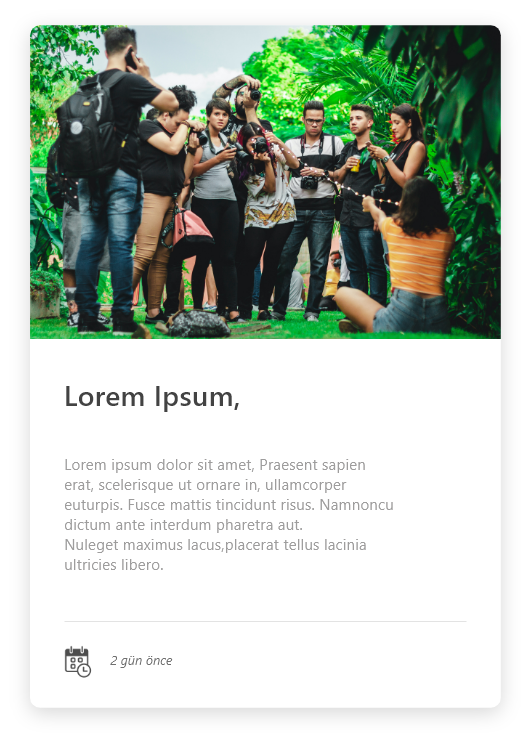 Lorem Ipsum,
Lorem ipsum dolor sit amet, Praesent sapien
erat, scelerisque ut ornare in, ullamcorper
euturpis. Fusce mattis tincidunt risus. Namnoncu
dictum ante interdum pharetra aut.
Nuleget maximus lacus,placerat tellus lacinia
ultricies libero.
2 gün önce